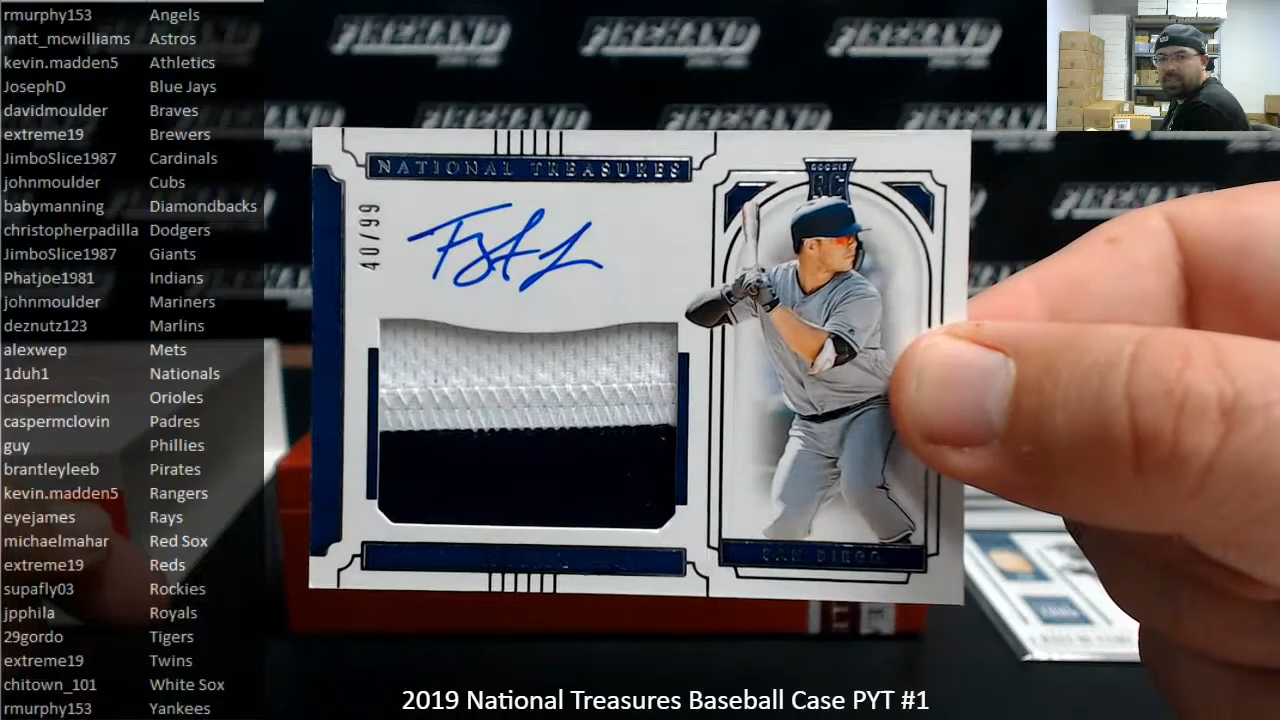 rmurphy153 Angels
matt_mcwilliams Astros
kevin.madden5 Athletics
JosephD Blue Jays
davidmoulder Braves
extreme19 Brewers
JimboSlice1987 Cardinals
johnmoulder Cubs
babymanning Diamondbacks
christopherpadilla Dodgers
JimboSlice1987 Giants
Phatjoe1981 Indians
johnmoulder Mariners
deznutz123 Marlins
alexwep Mets
1duh1 Nationals
caspermclovin Orioles
caspermclovin Padres
guy Phillies
brantleyleeb Pirates
kevin.madden5 Rangers
eyejames Rays
michaelmahar Red Sox
extreme19 Reds
supafly03 Rockies
jpphila Royals
29gordo Tigers
extreme19 Twins
chitown_101 White Sox
rmurphy153 Yankees
NATIONAL TREASURES
40/99
ROOKIE
RC
SAN DIEGO
2019 National Treasures Baseball Case PYT #1